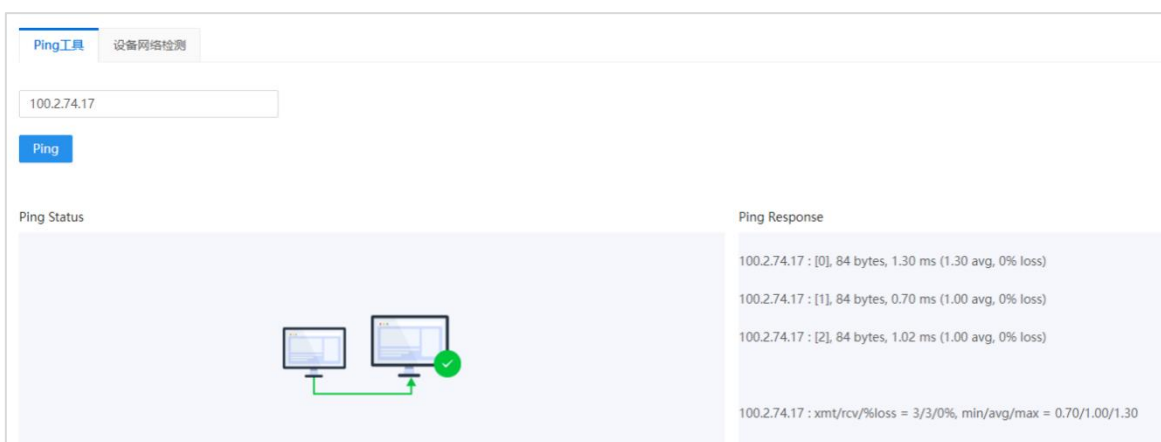 Ping工具 设备网络检测
100.2.74.17
Ping
Ping Status
Ping Response
100.2.74.17 : [0], 84 bytes, 1.30 ms (1.30 avg, 0% loss)
100.2.74.17 : [1], 84 bytes, 0.70 ms (1.00 avg, 0% loss)
100.2.74.17 : [2], 84 bytes, 1.02 ms (1.00 avg, 0% loss)
100.2.74.17 : xmt/rcv/%loss = 3/3/0%, min/avg/max = 0.70/1.00/1.30